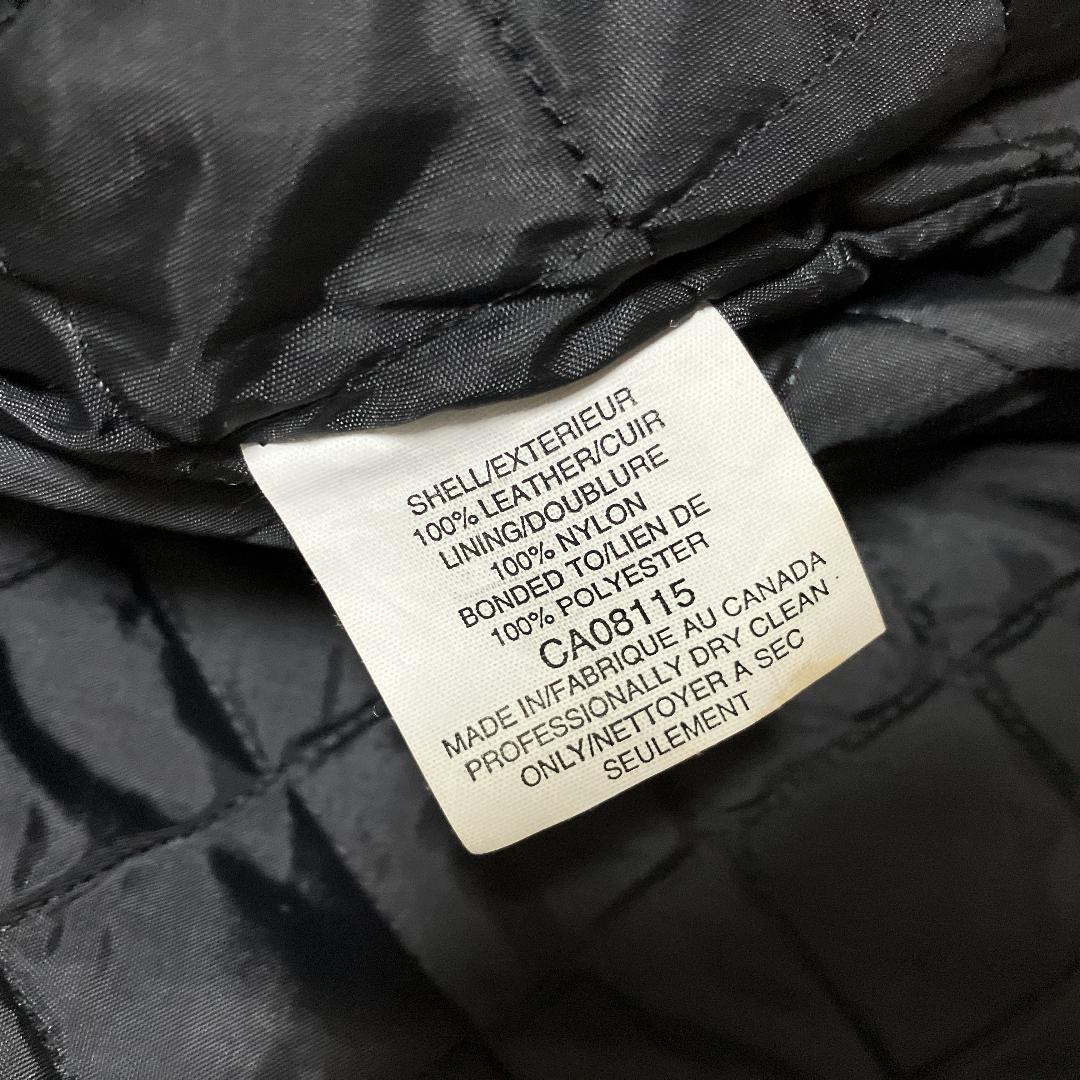 SHELL/EXTERIEUR
100% LEATHER/CUIR
LINING/DOUBLURE
100% NYLON
BONDED TO/LIEN DE
100% POLYESTER
CA08115
MADE IN/FABRIQUE AU CANADA
PROFESSIONALLY DRY CLEAN
ONLY/NETTOYER A SEC
SEULEMENT